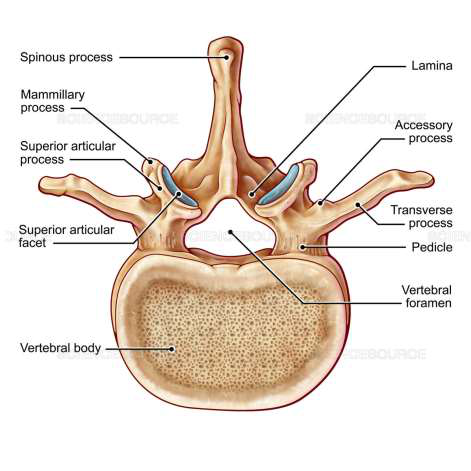 Spinous process
Lamina
Mammillary
process
Accessory
process
Superior articular
process
Transverse
process
Superior articular
facet
Pedicle
Vertebral
foramen
Vertebral body